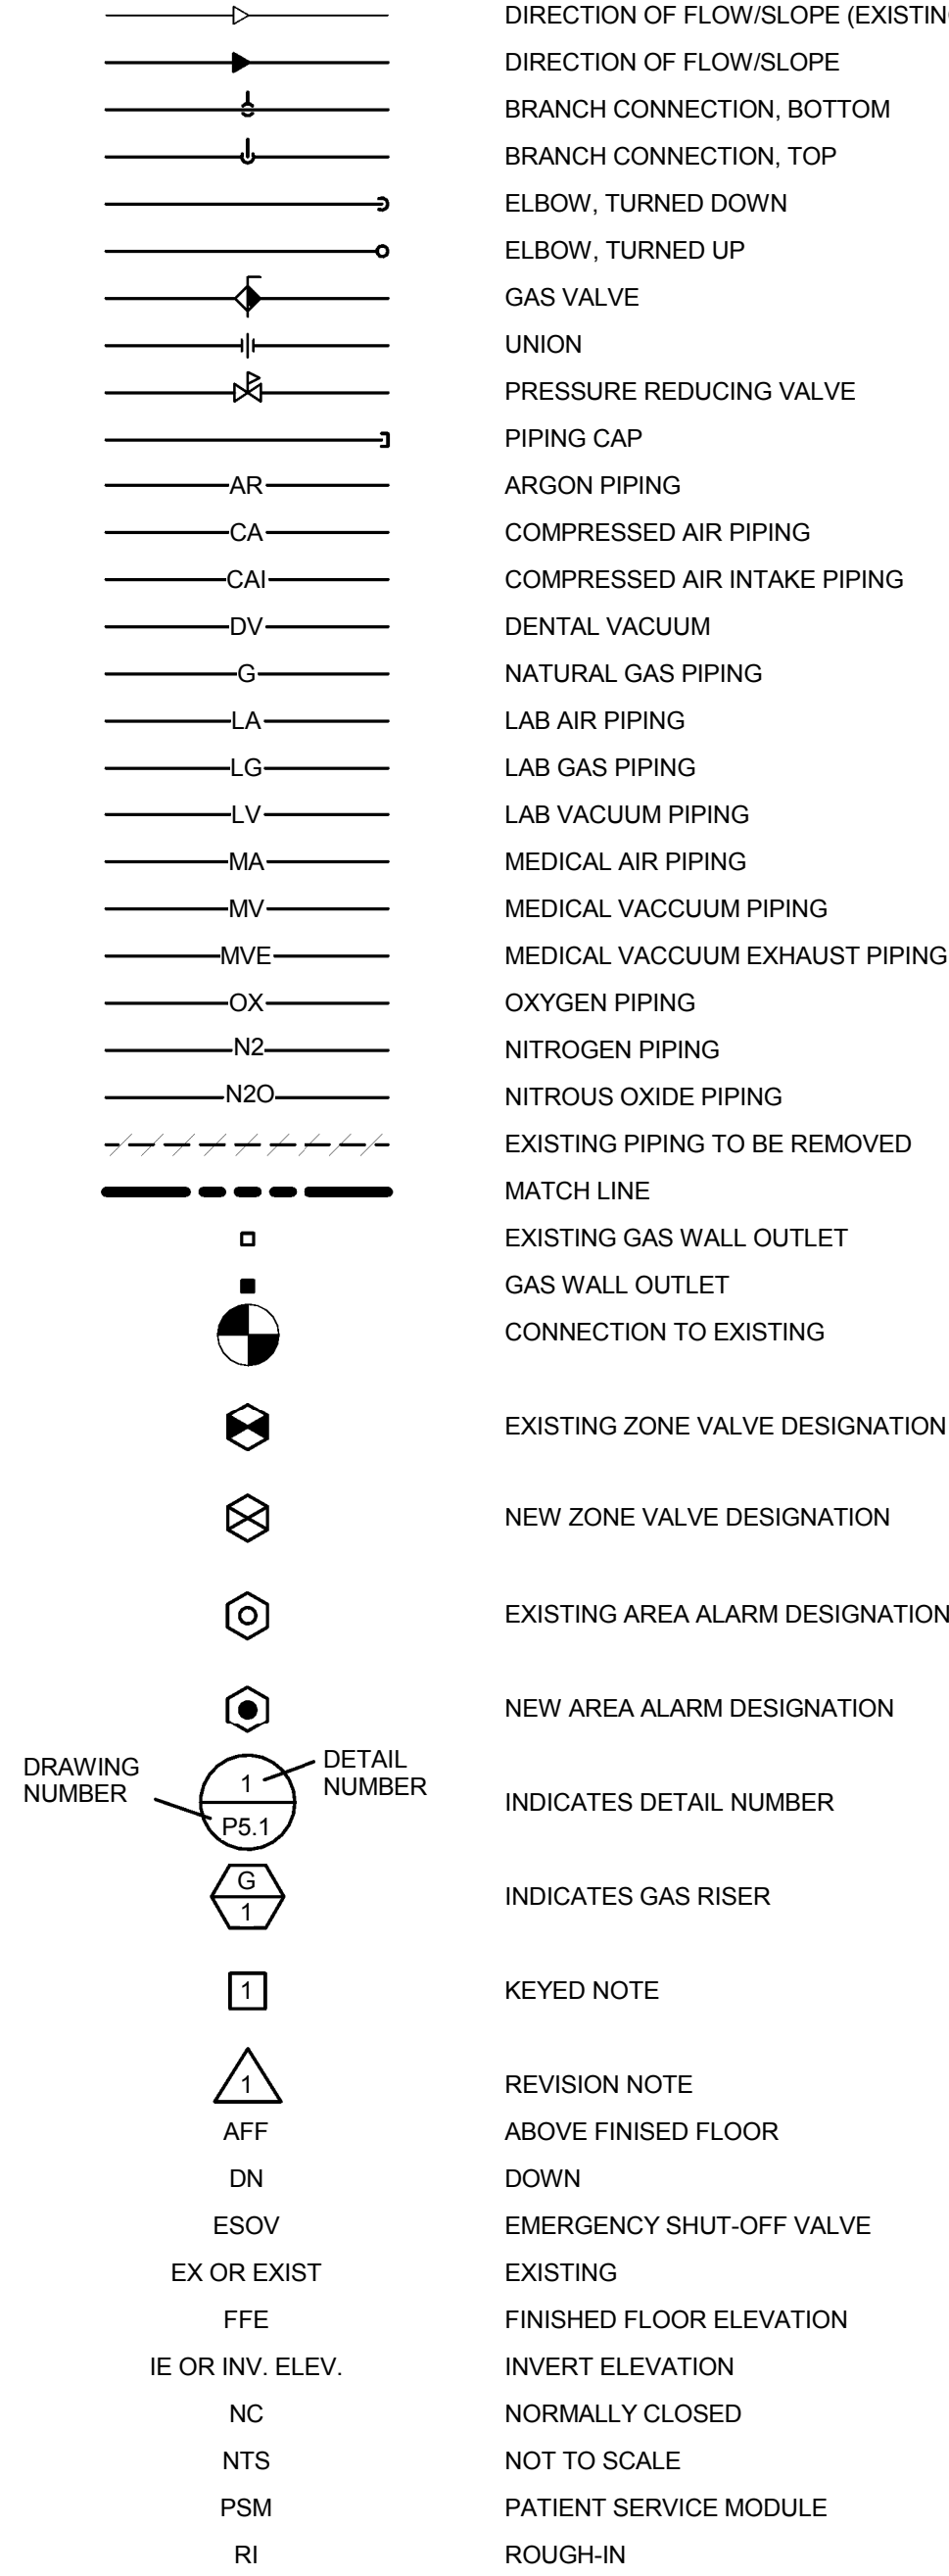 DIRECTION OF FLOW/SLOPE (EXISTIN
DIRECTION OF FLOW/SLOPE
BRANCH CONNECTION, BOTTOM
BRANCH CONNECTION, TOP
ELBOW, TURNED DOWN
ELBOW, TURNED UP
GAS VALVE
UNION
PRESSURE REDUCING VALVE
PIPING CAP
AR ARGON PIPING
CA COMPRESSED AIR PIPING
CAI COMPRESSED AIR INTAKE PIPING
DV DENTAL VACUUM
G NATURAL GAS PIPING
LA LAB AIR PIPING
LG LAB GAS PIPING
LV LAB VACUUM PIPING
MA MEDICAL AIR PIPING
MV MEDICAL VACCUUM PIPING
MVE MEDICAL VACCUUM EXHAUST PIPING
OX OXYGEN PIPING
N2 NITROGEN PIPING
N2O NITROUS OXIDE PIPING
EXISTING PIPING TO BE REMOVED
MATCH LINE
EXISTING GAS WALL OUTLET
GAS WALL OUTLET
CONNECTION TO EXISTING
EXISTING ZONE VALVE DESIGNATION
NEW ZONE VALVE DESIGNATION
EXISTING AREA ALARM DESIGNATION
NEW AREA ALARM DESIGNATION
DRAWING
NUMBER
1
P5.1
DETAIL
NUMBER
INDICATES DETAIL NUMBER
G
1
INDICATES GAS RISER
1 KEYED NOTE
1 REVISION NOTE
AFF ABOVE FINISED FLOOR
DN DOWN
ESOV EMERGENCY SHUT-OFF VALVE
EX OR EXIST EXISTING
FFE FINISHED FLOOR ELEVATION
IE OR INV. ELEV. INVERT ELEVATION
NC NORMALLY CLOSED
NTS NOT TO SCALE
PSM PATIENT SERVICE MODULE
RI ROUGH-IN